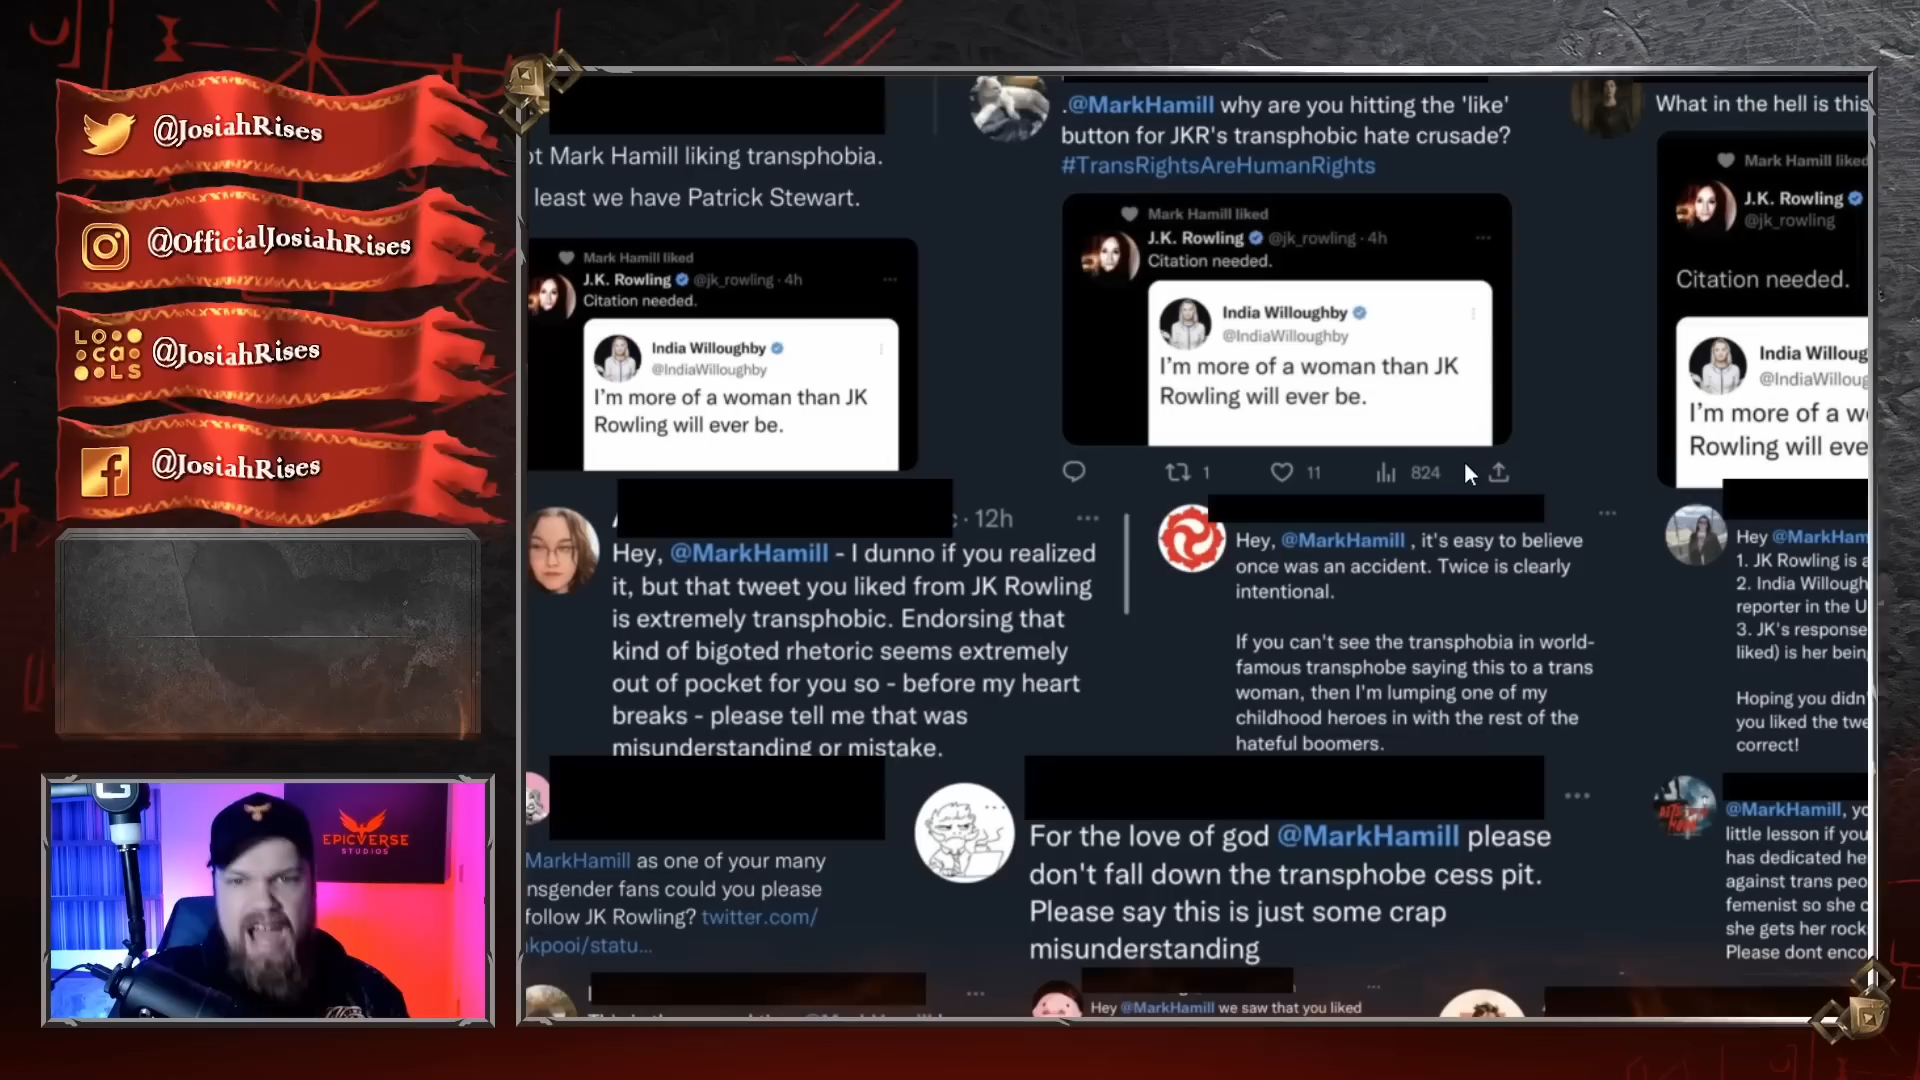 @JosiahRises
@OfficialJosiahRises
LOCALS
@JosiahRises
@JosiahRises
EPICVERSE
STUDIOS
Mark Hamill liking transphobia.
least we have Patrick Stewart.
Mark Hamill liked
J.K. Rowling @jk_rowling · 4h
Citation needed.
India Willoughby
@IndiaWilloughby
I'm more of a woman than JK
Rowling will ever be.
.@MarkHamill why are you hitting the 'like'
button for JKR's transphobic hate crusade?
#TransRightsAreHumanRights
Mark Hamill liked
J.K. Rowling @jk_rowling · 4h
Citation needed.
India Willoughby
@IndiaWilloughby
I'm more of a woman than JK
Rowling will ever be.
1 11 824
What in the hell is this
Mark Hamill liked
J.K. Rowling
@jk_rowling
Citation needed.
India Willoug
@IndiaWilloug
I'm more of a w
Rowling will eve
· 12h
Hey, @MarkHamill - I dunno if you realized
it, but that tweet you liked from JK Rowling
is extremely transphobic. Endorsing that
kind of bigoted rhetoric seems extremely
out of pocket for you so - before my heart
breaks - please tell me that was
misunderstanding or mistake.
Hey, @MarkHamill , it's easy to believe
once was an accident. Twice is clearly
intentional.
If you can't see the transphobia in world-
famous transphobe saying this to a trans
woman, then I'm lumping one of my
childhood heroes in with the rest of the
hateful boomers.
Hey @MarkHam
1. JK Rowling is a
2. India Willough
reporter in the U
3. JK's response
liked) is her bein
Hoping you didn'
you liked the twe
correct!
MarkHamill as one of your many
nsgender fans could you please
follow JK Rowling? twitter.com/
kpooi/statu...
For the love of god @MarkHamill please
don't fall down the transphobe cess pit.
Please say this is just some crap
misunderstanding
@MarkHamill, yo
little lesson if you
has dedicated he
against trans peo
femenist so she c
she gets her rock
Please dont enco
Hey @MarkHamill we saw that you liked